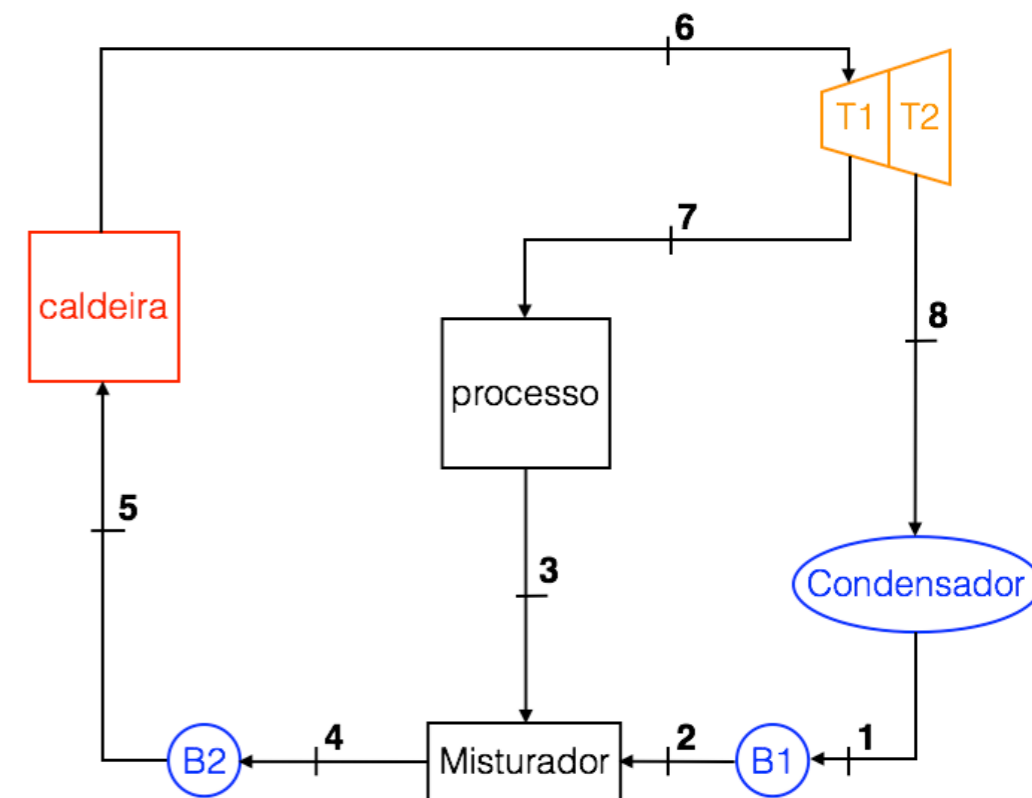 6
T1 T2
7
caldeira
8
processo
5
3
Condensador
4
2
1
B2
Misturador
B1